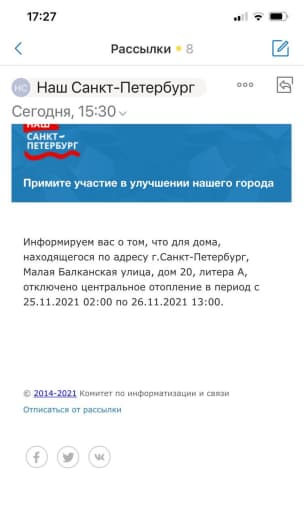 17:27
Рассылки 8
НС Наш Санкт-Петербург
Сегодня, 15:30
НАШ
САНКТ-
ПЕТЕРБУРГ
Примите участие в улучшении нашего города
Информируем вас о том, что для дома,
находящегося по адресу г.Санкт-Петербург,
Малая Балканская улица, дом 20, литера А,
отключено центральное отопление в период с
25.11.2021 02:00 по 26.11.2021 13:00.
© 2014-2021 Комитет по информатизации и связи
Отписаться от рассылки